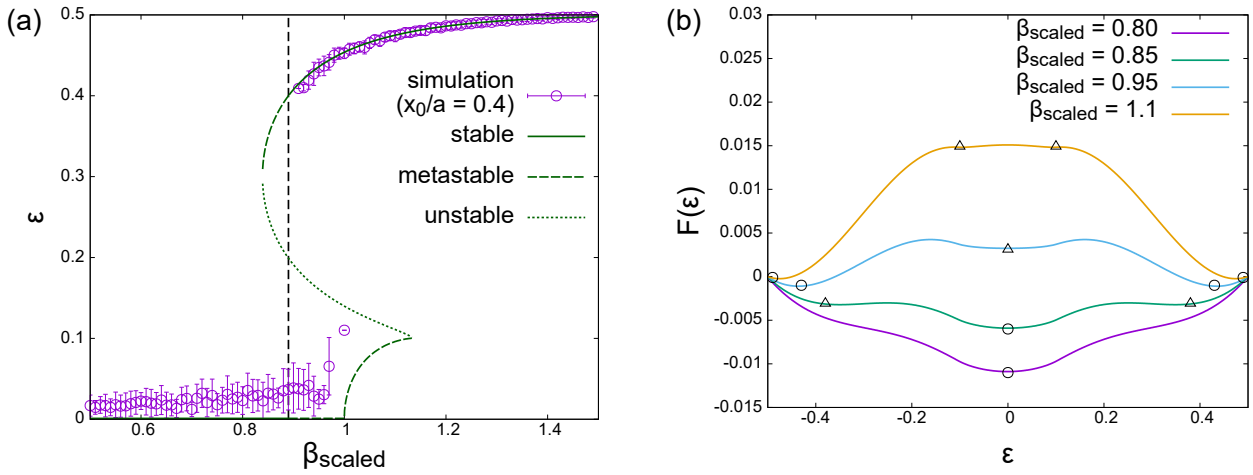 (a)
0.5
0.4
0.3
0.2
0.1
0
ε
0.6
0.8
1
1.2
1.4
βscaled
simulation
(x0/a = 0.4)
stable
metastable
unstable
(b)
0.03
0.025
0.02
0.015
0.01
0.005
0
-0.005
-0.01
-0.015
F(ε)
-0.4
-0.2
0
0.2
0.4
ε
βscaled = 0.80
βscaled = 0.85
βscaled = 0.95
βscaled = 1.1